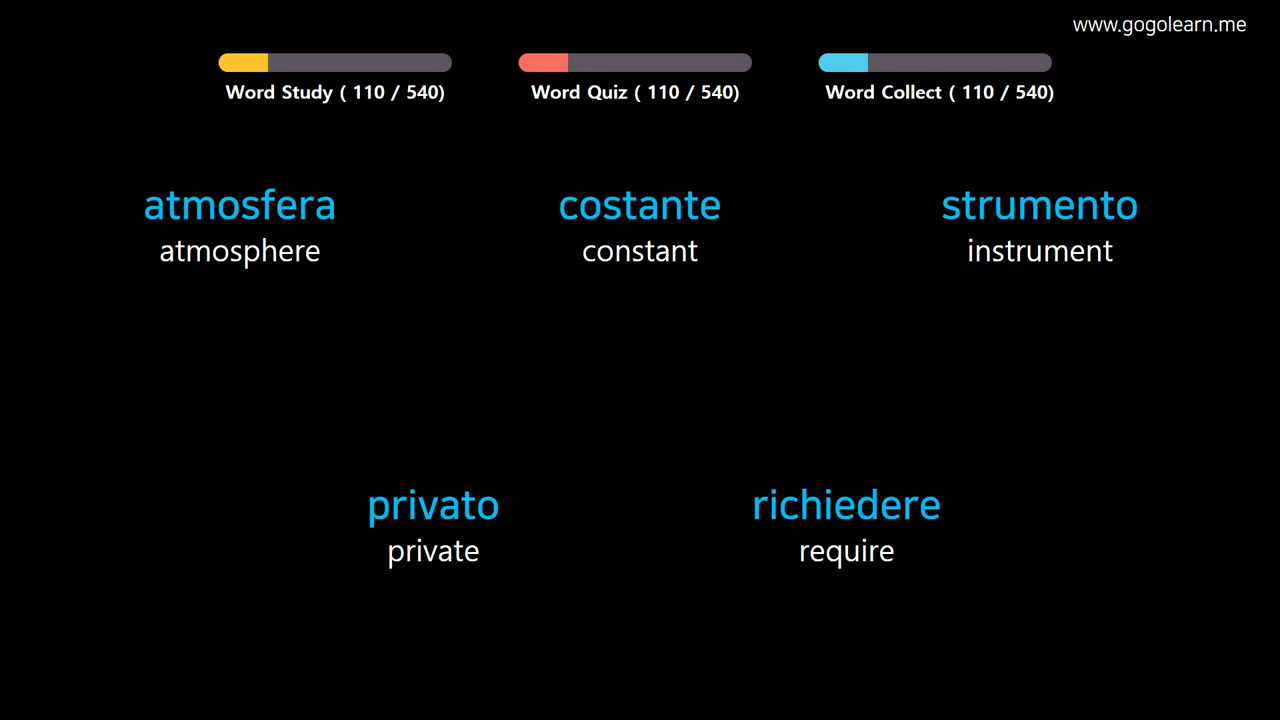 www.gogolearn.me
Word Study ( 110 / 540)
Word Quiz ( 110 / 540)
Word Collect ( 110 / 540)
atmosfera
atmosphere
costante
constant
strumento
instrument
privato
private
richiedere
require